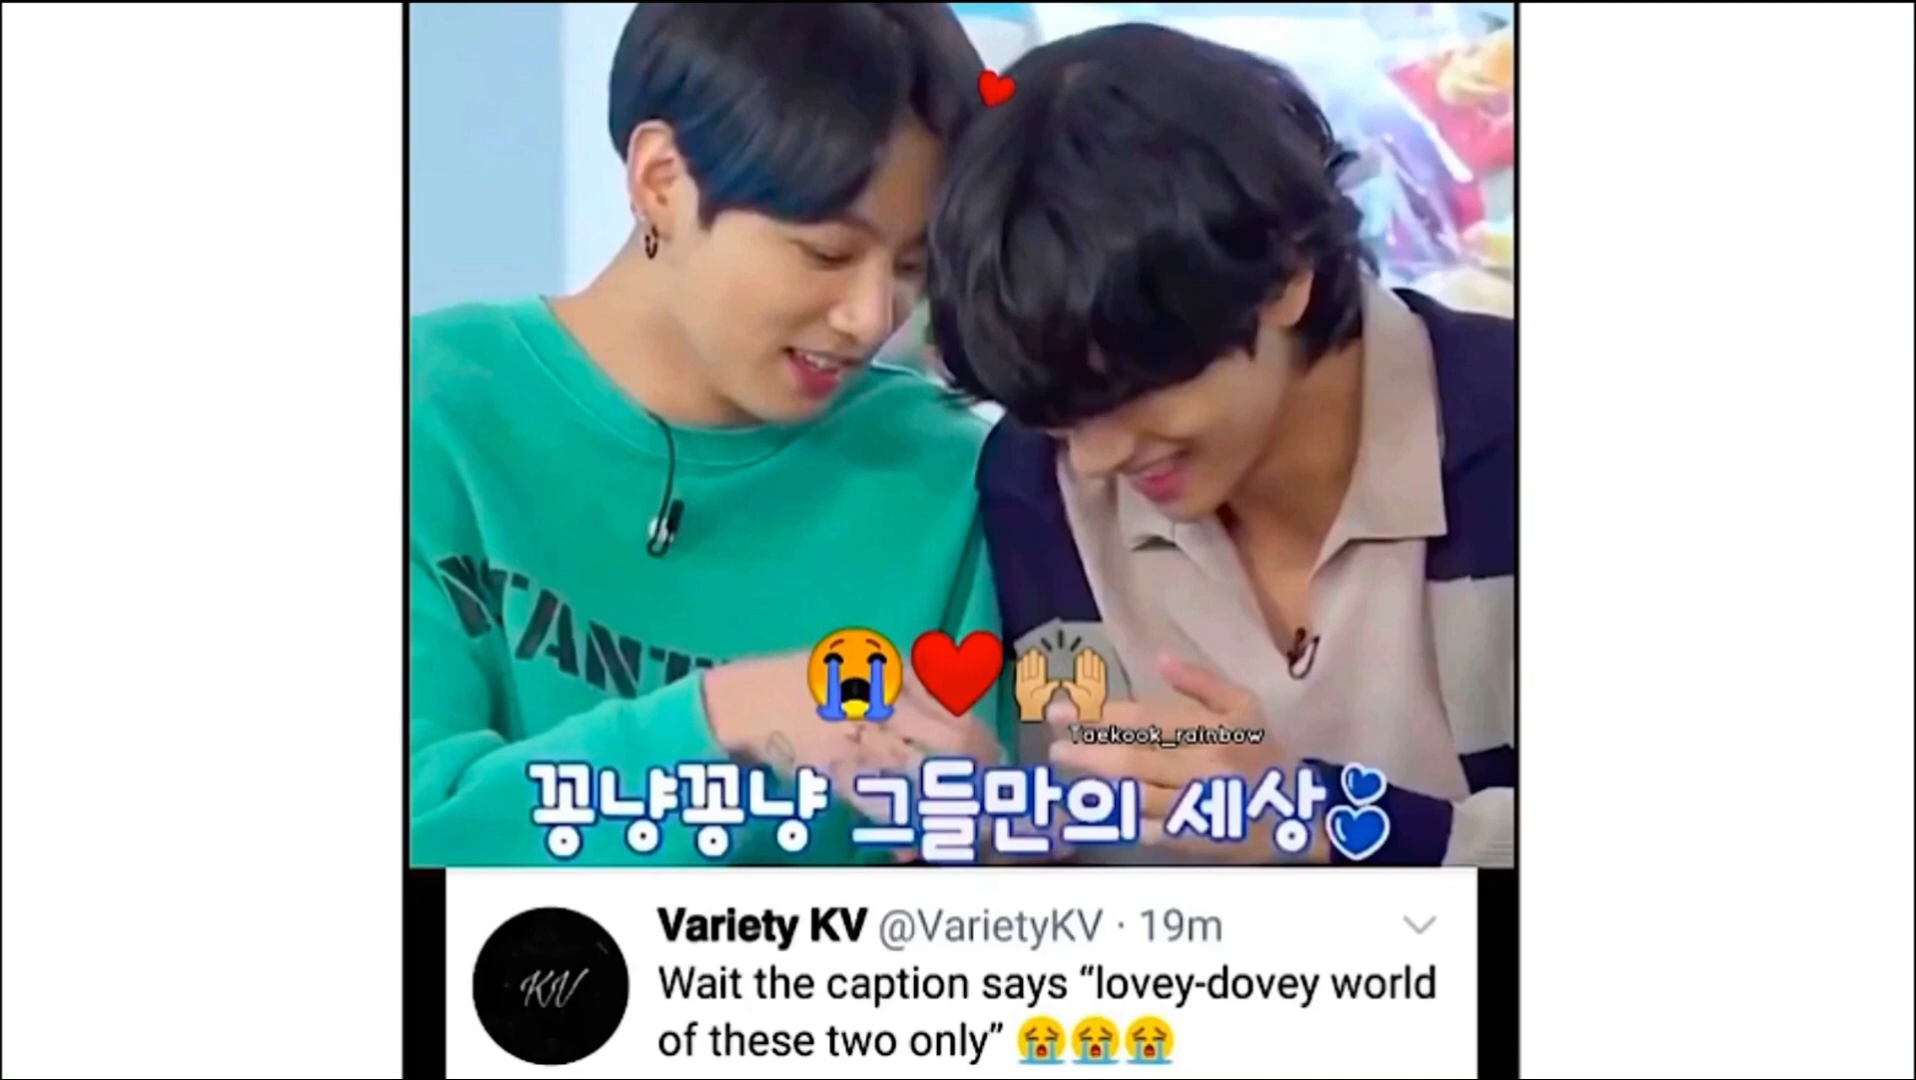 Taekook_rainbow
꽁냥꽁냥 그들만의 세상
Variety KV @VarietyKV · 19m
KV
Wait the caption says “lovey-dovey world
of these two only” 😭😭😭